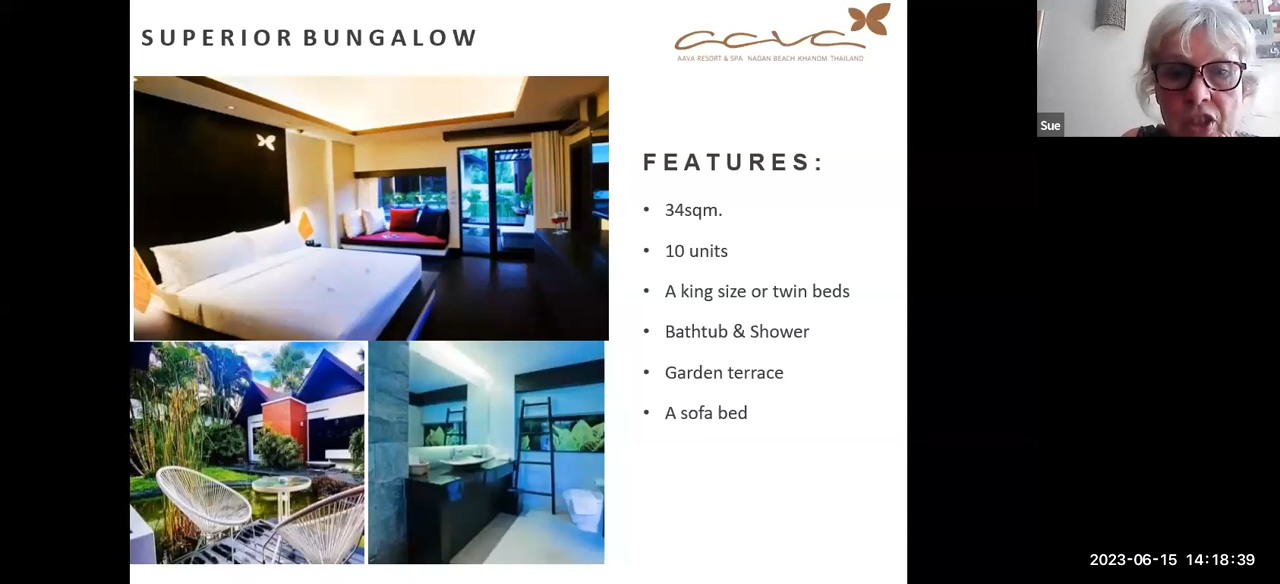 SUPERIOR BUNGALOW
aava
AAVA RESORT & SPA NADAN BEACH KHANOM, THAILAND
FEATURES:
• 34sqm.
• 10 units
• A king size or twin beds
• Bathtub & Shower
• Garden terrace
• A sofa bed
Sue
2023-06-15 14:18:39